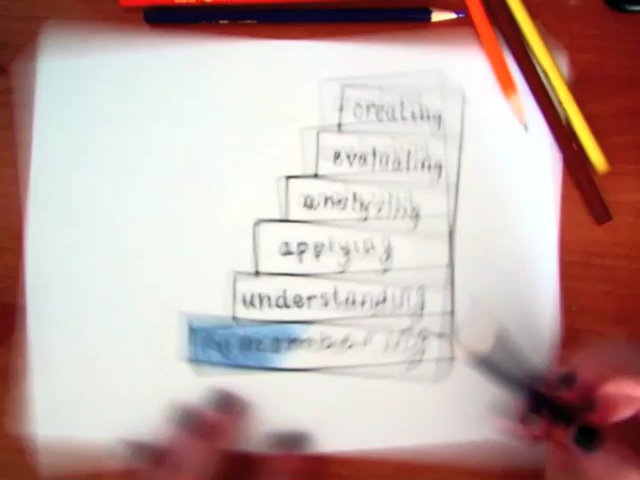 creating
evaluating
applying
understanding
remembering